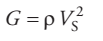 G = ρ V_S^2